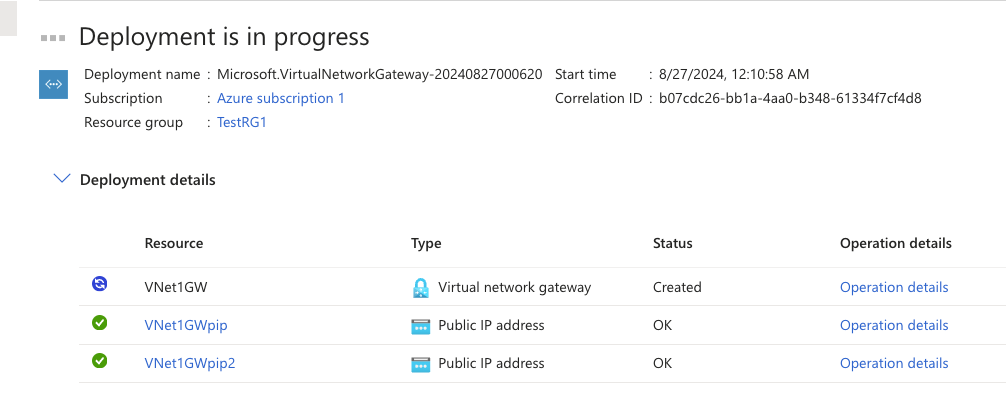 Deployment is in progress
Deployment name : Microsoft.VirtualNetworkGateway-20240827000620 Start time : 8/27/2024, 12:10:58 AM
Subscription : Azure subscription 1 Correlation ID : b07cdc26-bb1a-4aa0-b348-61334f7cf4d8
Resource group : TestRG1
Deployment details
Resource Type Status Operation details
VNet1GW Virtual network gateway Created Operation details
VNet1GWpip Public IP address OK Operation details
VNet1GWpip2 Public IP address OK Operation details